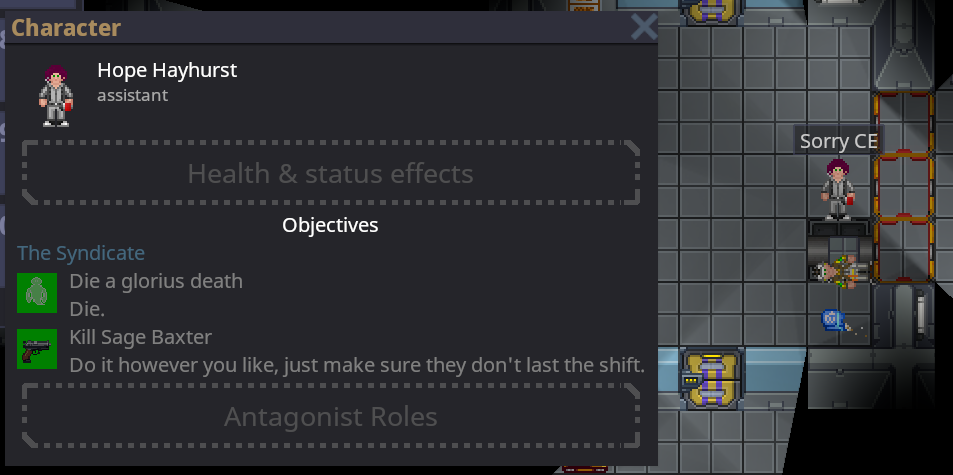 Character
Hope Hayhurst
assistant
Health & status effects
Objectives
The Syndicate
Die a glorius death
Die.
Kill Sage Baxter
Do it however you like, just make sure they don't last the shift.
Antagonist Roles
Sorry CE